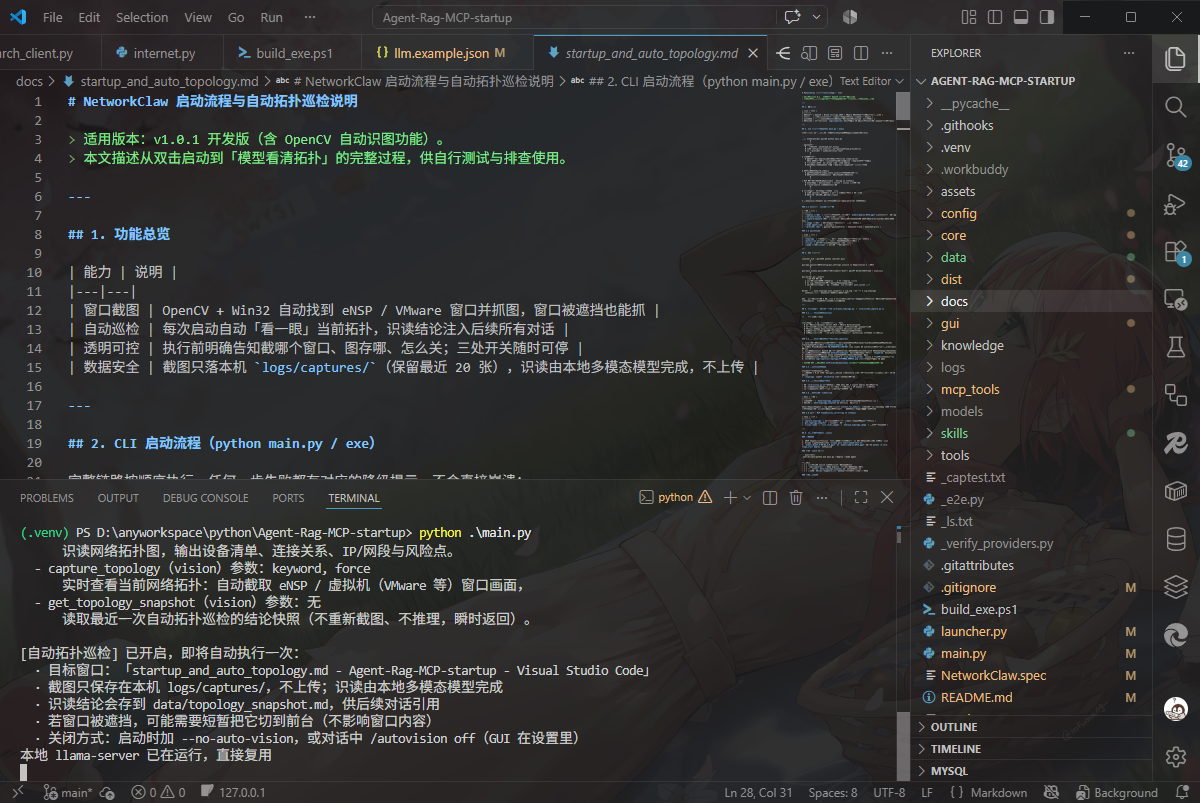 File Edit Selection View Go Run ··· Agent-Rag-MCP-startup
rch_client.py internet.py build_exe.ps1 {} llm.example.json M startup_and_auto_topology.md
docs > startup_and_auto_topology.md > abc # NetworkClaw 启动流程与自动拓扑巡检说明 > abc ## 2. CLI 启动流程（python main.py / exe） Text Editor
1 # NetworkClaw 启动流程与自动拓扑巡检说明
2
3 > 适用版本：v1.0.1 开发版（含 OpenCV 自动识图功能）。
4 > 本文描述从双击启动到「模型看清拓扑」的完整过程，供自行测试与排查使用。
5
6 ---
7
8 ## 1. 功能总览
9
10 | 能力 | 说明 |
11 |---|---|
12 | 窗口截图 | OpenCV + Win32 自动找到 eNSP / VMware 窗口并抓图，窗口被遮挡也能抓 |
13 | 自动巡检 | 每次启动自动「看一眼」当前拓扑，识读结论注入后续所有对话 |
14 | 透明可控 | 执行前明确告知截哪个窗口、图存哪、怎么关；三处开关随时可停 |
15 | 数据安全 | 截图只落本机 `logs/captures/`（保留最近 20 张），识读由本地多模态模型完成，不上传 |
16
17 ---
18
19 ## 2. CLI 启动流程（python main.py / exe）
20
PROBLEMS OUTPUT DEBUG CONSOLE PORTS TERMINAL python
(.venv) PS D:\anyworkspace\python\Agent-Rag-MCP-startup> python .\main.py
识读网络拓扑图，输出设备清单、连接关系、IP/网段与风险点。
- capture_topology（vision）参数：keyword, force
实时查看当前网络拓扑：自动截取 eNSP / 虚拟机（VMware 等）窗口画面，
- get_topology_snapshot（vision）参数：无
读取最近一次自动拓扑巡检的结论快照（不重新截图、不推理，瞬时返回）。
[自动拓扑巡检] 已开启，即将自动执行一次：
· 目标窗口：「startup_and_auto_topology.md - Agent-Rag-MCP-startup - Visual Studio Code」
· 截图只保存在本机 logs/captures/，不上传；识读由本地多模态模型完成
· 识读结论会存到 data/topology_snapshot.md，供后续对话引用
· 若窗口被遮挡，可能需要短暂把它切到前台（不影响窗口内容）
· 关闭方式：启动时加 --no-auto-vision，或对话中 /autovision off（GUI 在设置里）
本地 llama-server 已在运行，直接复用
EXPLORER
AGENT-RAG-MCP-STARTUP
__pycache__
.githooks
.venv
.workbuddy
assets
config
core
data
dist
docs
gui
knowledge
logs
mcp_tools
models
skills
tools
_captest.txt
_e2e.py
_ls.txt
_verify_providers.py
.gitattributes
.gitignore M
build_exe.ps1
launcher.py M
main.py M
NetworkClaw.spec M
README.md M
OUTLINE
TIMELINE
MYSQL
42
1
main* 0 0 127.0.0.1 Ln 28, Col 31 Spaces: 8 UTF-8 LF {} Markdown Background